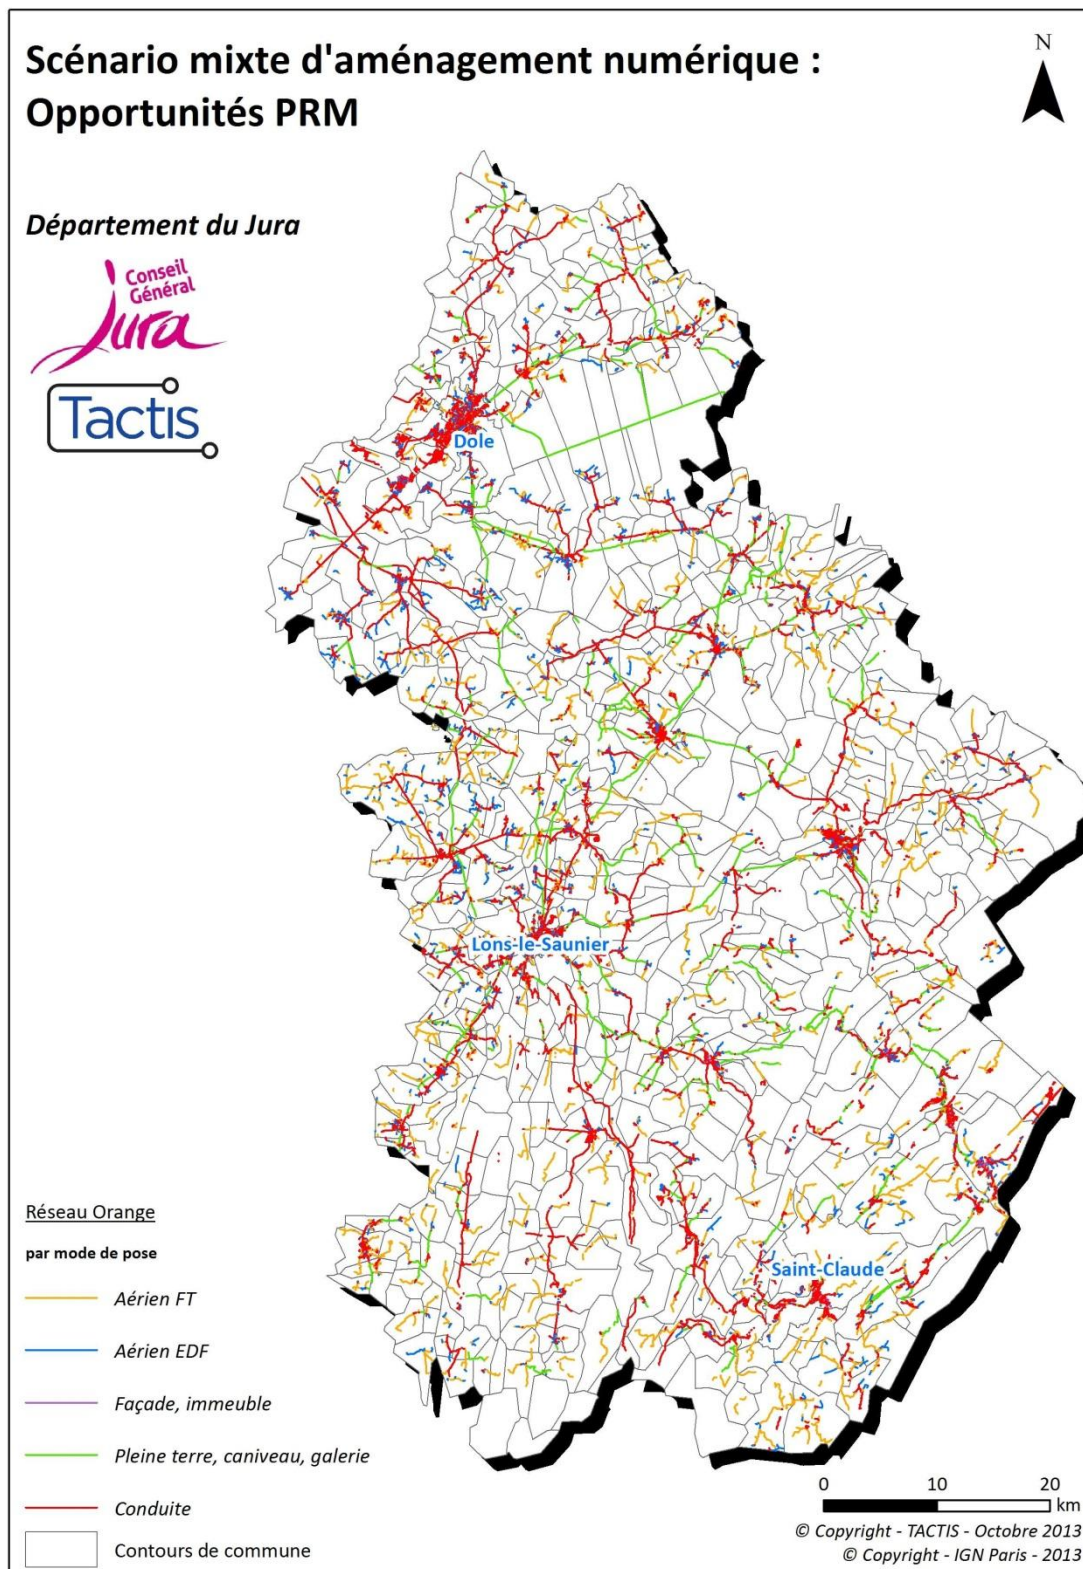 Scénario mixte d'aménagement numérique :
Opportunités PRM
N
Département du Jura
Conseil
Général
Jura
Tactis
Dole
Lons-le-Saunier
Saint-Claude
Réseau Orange
par mode de pose
Aérien FT
Aérien EDF
Façade, immeuble
Pleine terre, caniveau, galerie
Conduite
Contours de commune
0 10 20
km
© Copyright - TACTIS - Octobre 2013
© Copyright - IGN Paris - 2013